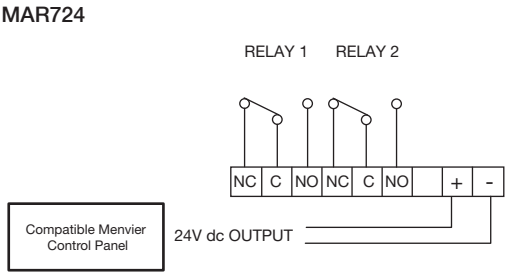 MAR724
RELAY 1 RELAY 2
NC C NO NC C NO + -
Compatible Menvier
Control Panel
24V dc OUTPUT